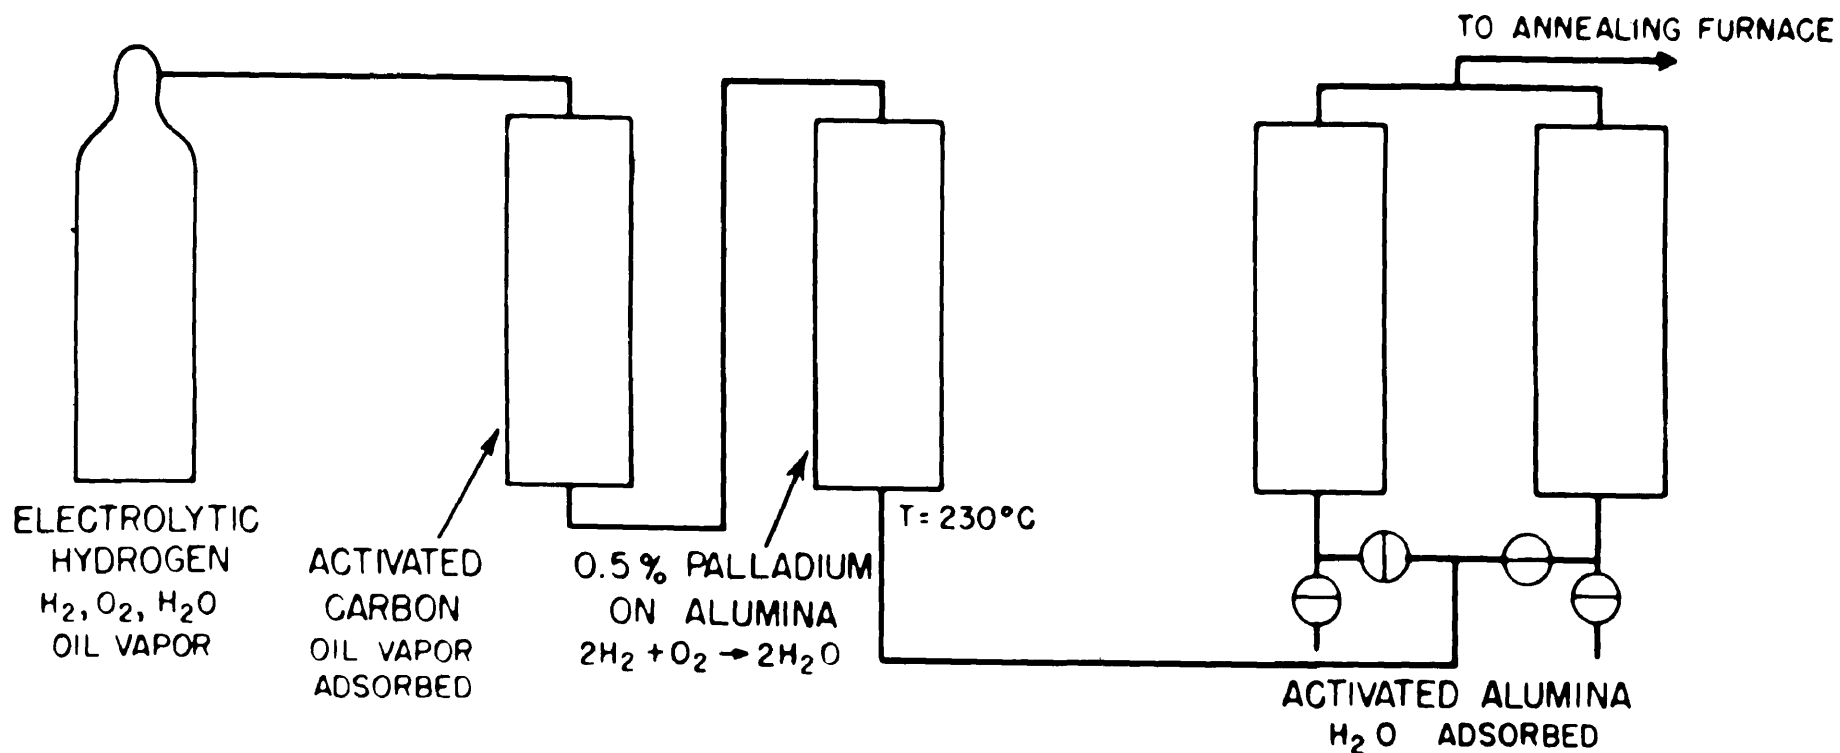 TO ANNEALING FURNACE
ELECTROLYTIC
HYDROGEN
H₂, O₂, H₂O
OIL VAPOR
ACTIVATED
CARBON
OIL VAPOR
ADSORBED
0.5% PALLADIUM
ON ALUMINA
2H₂ + O₂ → 2H₂O
T= 230°C
ACTIVATED ALUMINA
H₂O ADSORBED